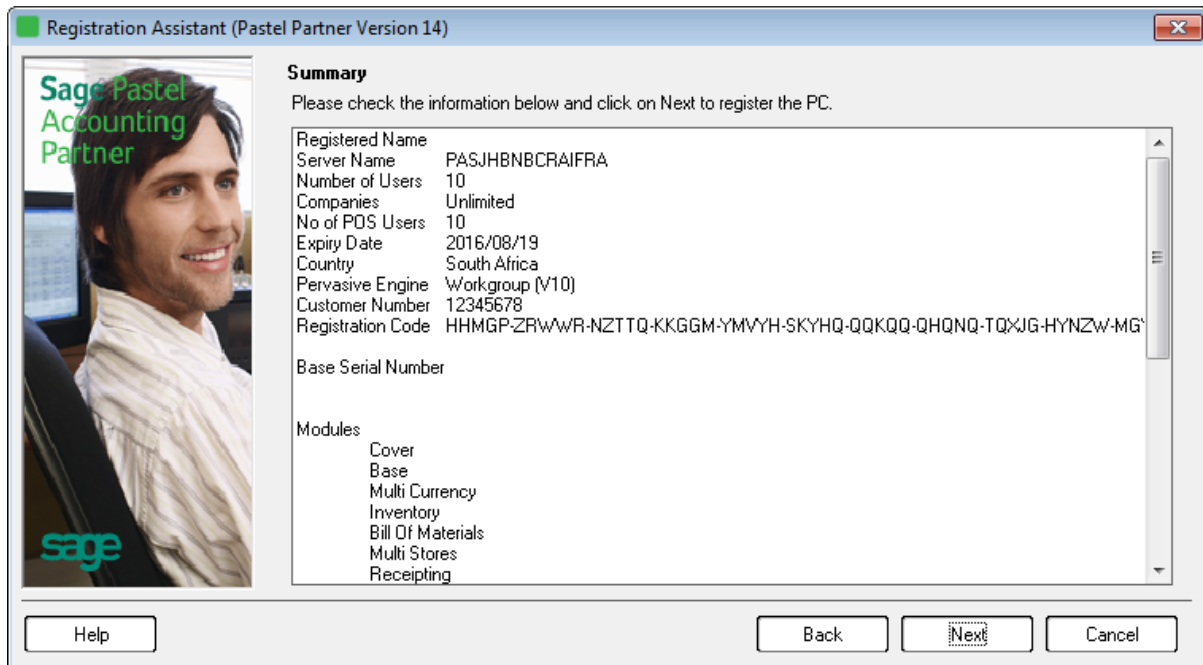 Registration Assistant (Pastel Partner Version 14)
Sage Pastel
Accounting
Partner
sage
Summary
Please check the information below and click on Next to register the PC.
Registered Name
Server Name PASJHBNBCRAIFRA
Number of Users 10
Companies Unlimited
No of POS Users 10
Expiry Date 2016/08/19
Country South Africa
Pervasive Engine Workgroup (V10)
Customer Number 12345678
Registration Code HHMGP-ZRWWR-NZTTQ-KKGGM-YMVYH-SKYHQ-QQKQQ-QHQNQ-TQXJG-HYNZW-MG
Base Serial Number
Modules
Cover
Base
Multi Currency
Inventory
Bill Of Materials
Multi Stores
Receipting
Help
Back
Next
Cancel